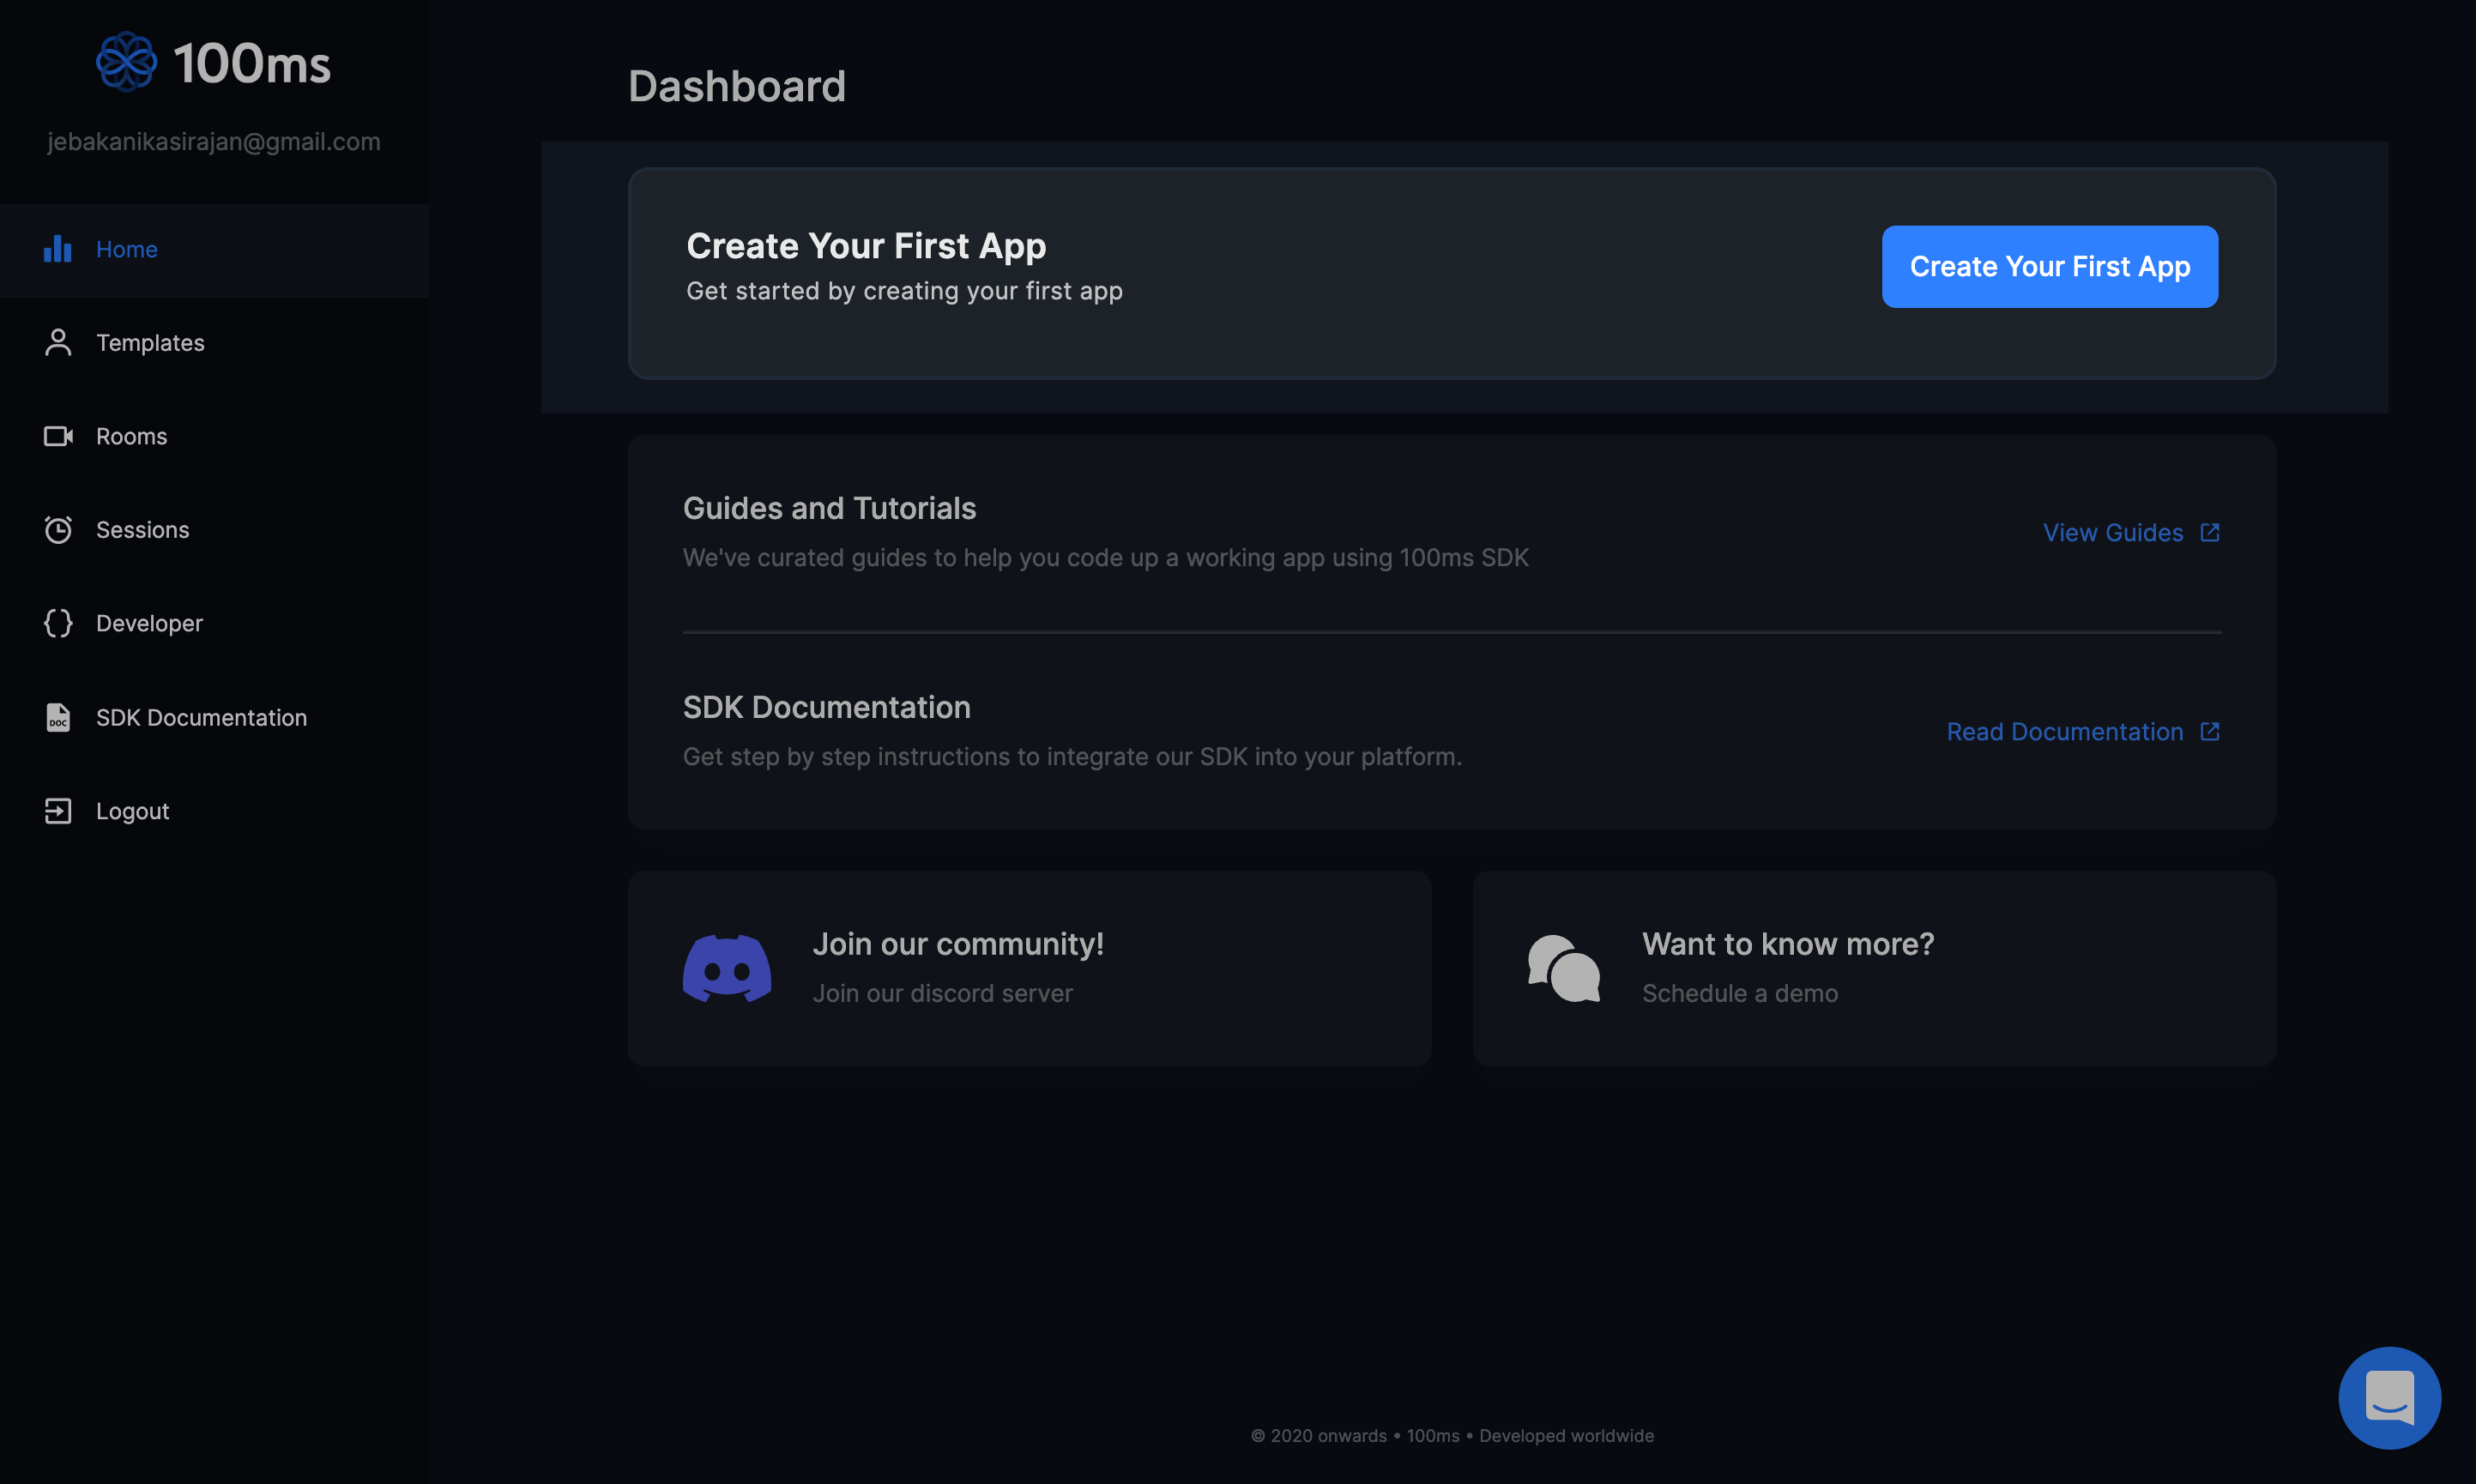 100ms
jebakanikasirajan@gmail.com
Home
Templates
Rooms
Sessions
Developer
DOC
SDK Documentation
Logout
Dashboard
Create Your First App
Get started by creating your first app
Create Your First App
Guides and Tutorials
We've curated guides to help you code up a working app using 100ms SDK
View Guides
SDK Documentation
Get step by step instructions to integrate our SDK into your platform.
Read Documentation
Join our community!
Join our discord server
Want to know more?
Schedule a demo
© 2020 onwards • 100ms • Developed worldwide